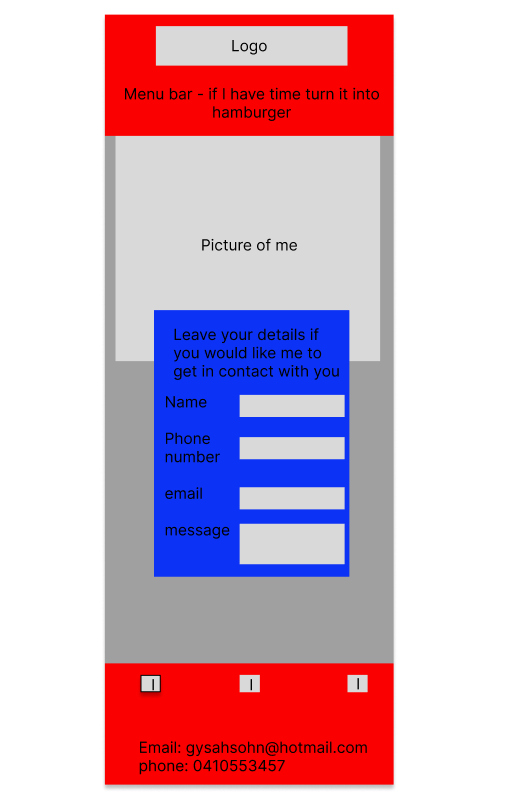 Logo
Menu bar - if I have time turn it into
hamburger
Picture of me
Leave your details if
you would like me to
get in contact with you
Name
Phone
number
email
message
I
I
I
Email: gysahsohn@hotmail.com
phone: 0410553457